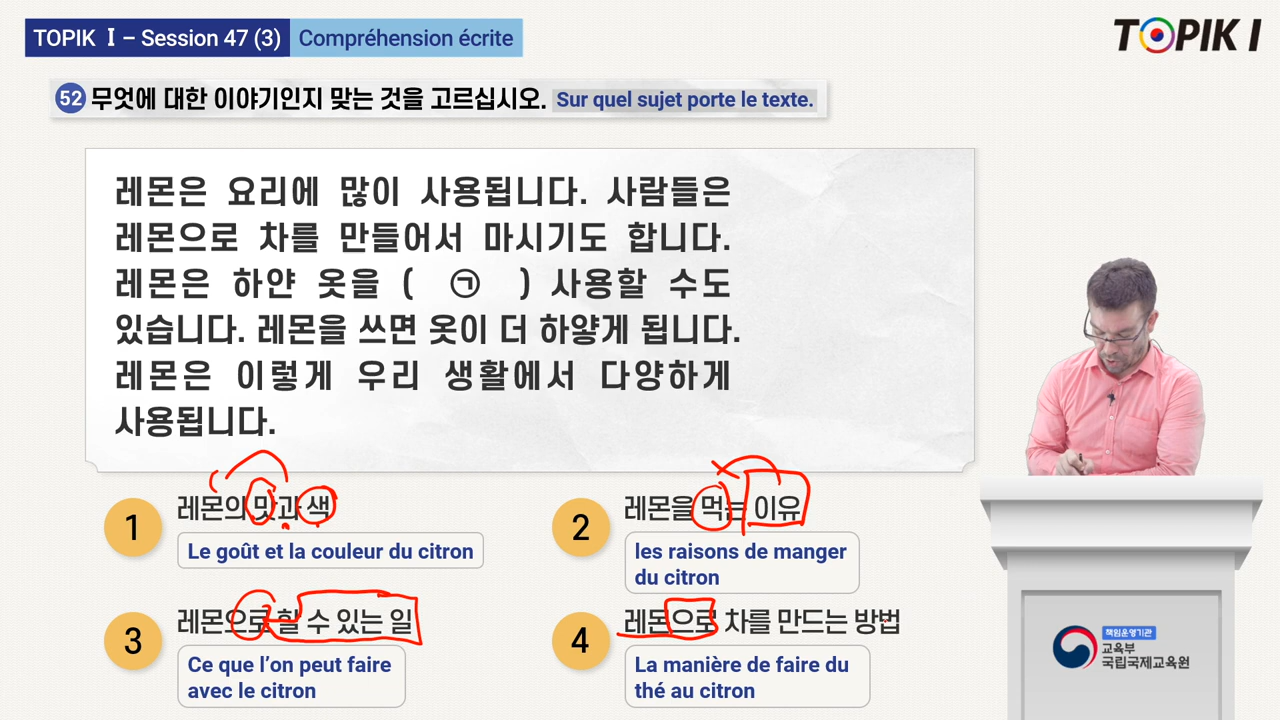 TOPIK I – Session 47 (3) Compréhension écrite
TOPIK I
52 무엇에 대한 이야기인지 맞는 것을 고르십시오. Sur quel sujet porte le texte.
레몬은 요리에 많이 사용됩니다. 사람들은
레몬으로 차를 만들어서 마시기도 합니다.
레몬은 하얀 옷을 ( ㉠ ) 사용할 수도
있습니다. 레몬을 쓰면 옷이 더 하얗게 됩니다.
레몬은 이렇게 우리 생활에서 다양하게
사용됩니다.
1 레몬의 맛과 색
Le goût et la couleur du citron
2 레몬을 먹는 이유
les raisons de manger
du citron
3 레몬으로 할 수 있는 일
Ce que l’on peut faire
avec le citron
4 레몬으로 차를 만드는 방법
La manière de faire du
thé au citron
책임운영기관
교육부
국립국제교육원